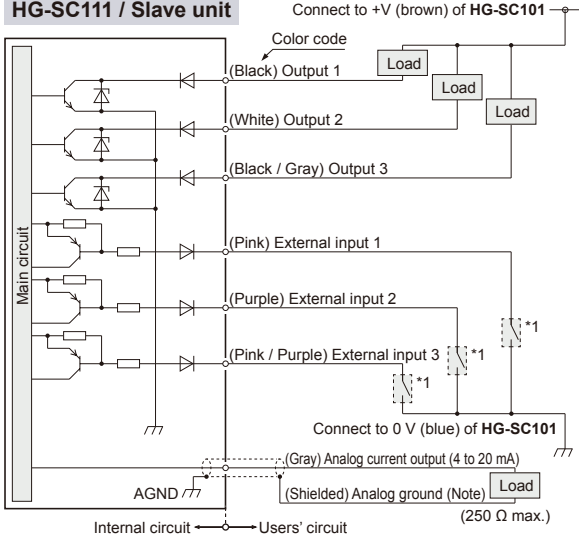 HG-SC111 / Slave unit
Connect to +V (brown) of HG-SC101
Color code
(Black) Output 1
Load
(White) Output 2
Load
(Black / Gray) Output 3
Load
Main circuit
(Pink) External input 1
(Purple) External input 2
*1
(Pink / Purple) External input 3
*1
*1
Connect to 0 V (blue) of HG-SC101
(Gray) Analog current output (4 to 20 mA)
AGND
(Shielded) Analog ground (Note)
Load
(250 Ω max.)
Internal circuit
Users' circuit